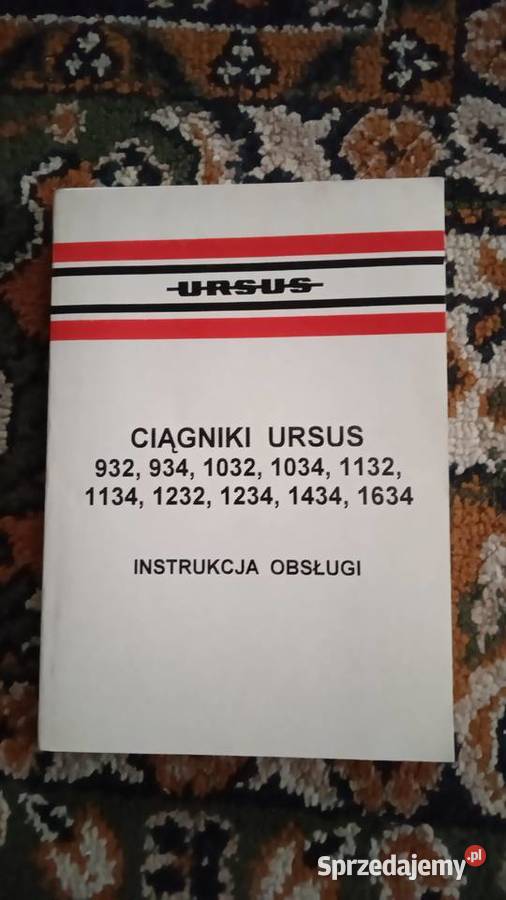 URSUS
CIĄGNIKI URSUS
932, 934, 1032, 1034, 1132,
1134, 1232, 1234, 1434, 1634
INSTRUKCJA OBSŁUGI
Sprzedajemy.pl